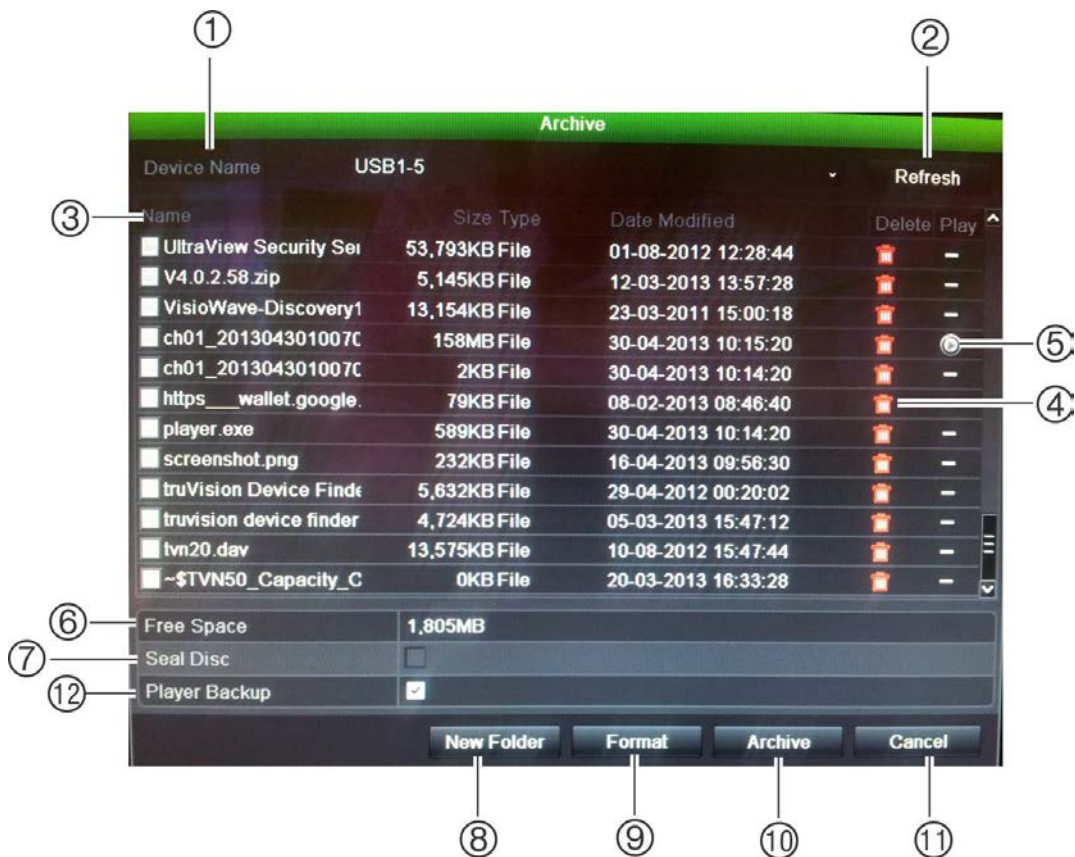 ① ②
Archive
Device Name USB1-5 Refresh
③ Name Size Type Date Modified Delete Play
UltraView Security Ser 53,793KB File 01-08-2012 12:28:44
V4.0.2.58.zip 5,145KB File 12-03-2013 13:57:28
VisioWave-Discovery1 13,154KB File 23-03-2011 15:00:18
ch01_2013043010070 158MB File 30-04-2013 10:15:20 ⑤
ch01_2013043010070 2KB File 30-04-2013 10:14:20
https___wallet.google. 79KB File 08-02-2013 08:46:40 ④
player.exe 589KB File 30-04-2013 10:14:20
screenshot.png 232KB File 16-04-2013 09:56:30
truVision Device Finde 5,632KB File 29-04-2012 00:20:02
truvision device finder 4,724KB File 05-03-2013 15:47:12
tvn20.dav 13,575KB File 10-08-2012 15:47:44
~$TVN50_Capacity_C 0KB File 20-03-2013 16:33:28
⑥ Free Space 1,805MB
⑦ Seal Disc
⑫ Player Backup
New Folder Format Archive Cancel
⑧ ⑨ ⑩ ⑪